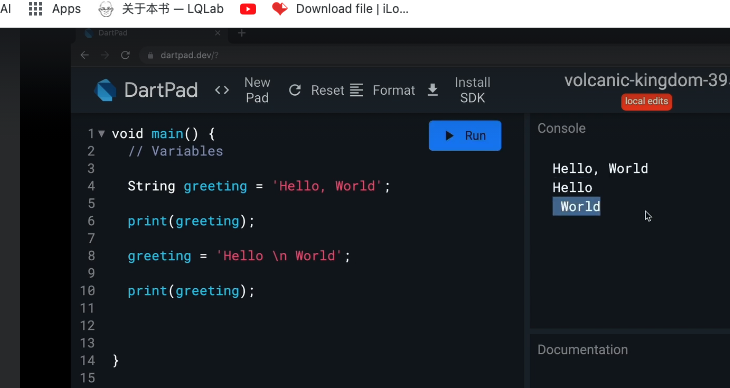 AI Apps 关于本书 — LQLab Download file | iLo...
DartPad
dartpad.dev/?
DartPad <> New Pad Reset Format Install SDK volcanic-kingdom-39
local edits
Run
Console
1 void main() {
2 // Variables
3
4 String greeting = 'Hello, World';
5
6 print(greeting);
7
8 greeting = 'Hello \n World';
9
10 print(greeting);
11
12
13
14 }
15
Hello, World
Hello
World
Documentation